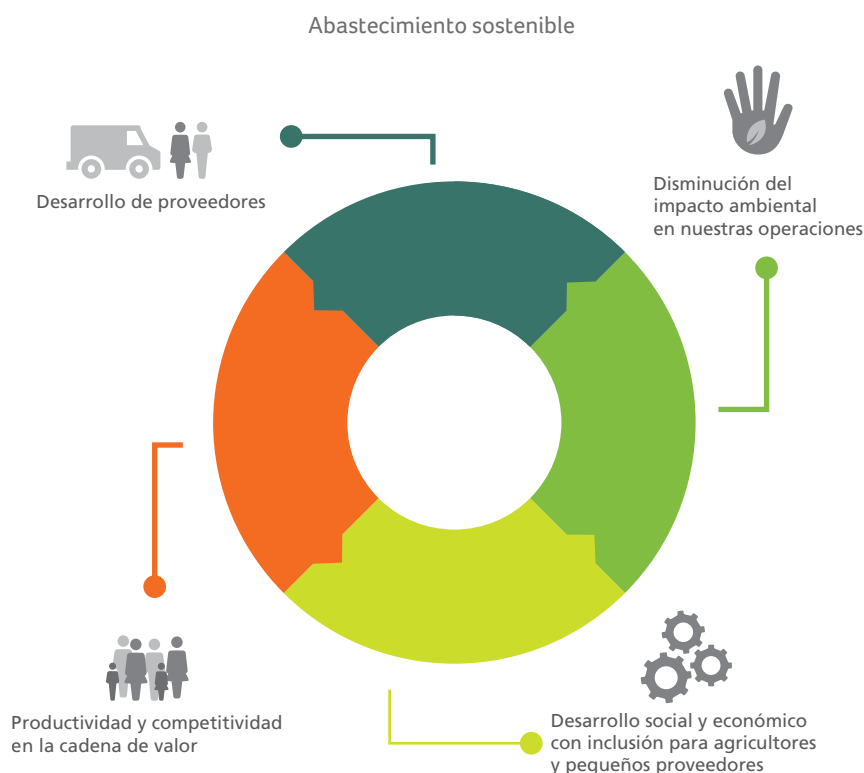 Abastecimiento sostenible
Desarrollo de proveedores
Disminución del
impacto ambiental
en nuestras operaciones
Productividad y competitividad
en la cadena de valor
Desarrollo social y económico
con inclusión para agricultores
y pequeños proveedores